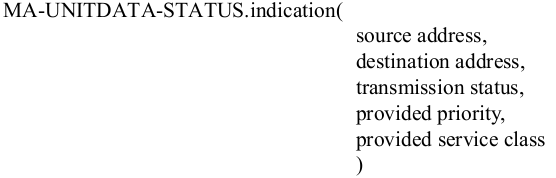 MA-UNITDATA-STATUS.indication(
source address,
destination address,
transmission status,
provided priority,
provided service class
)